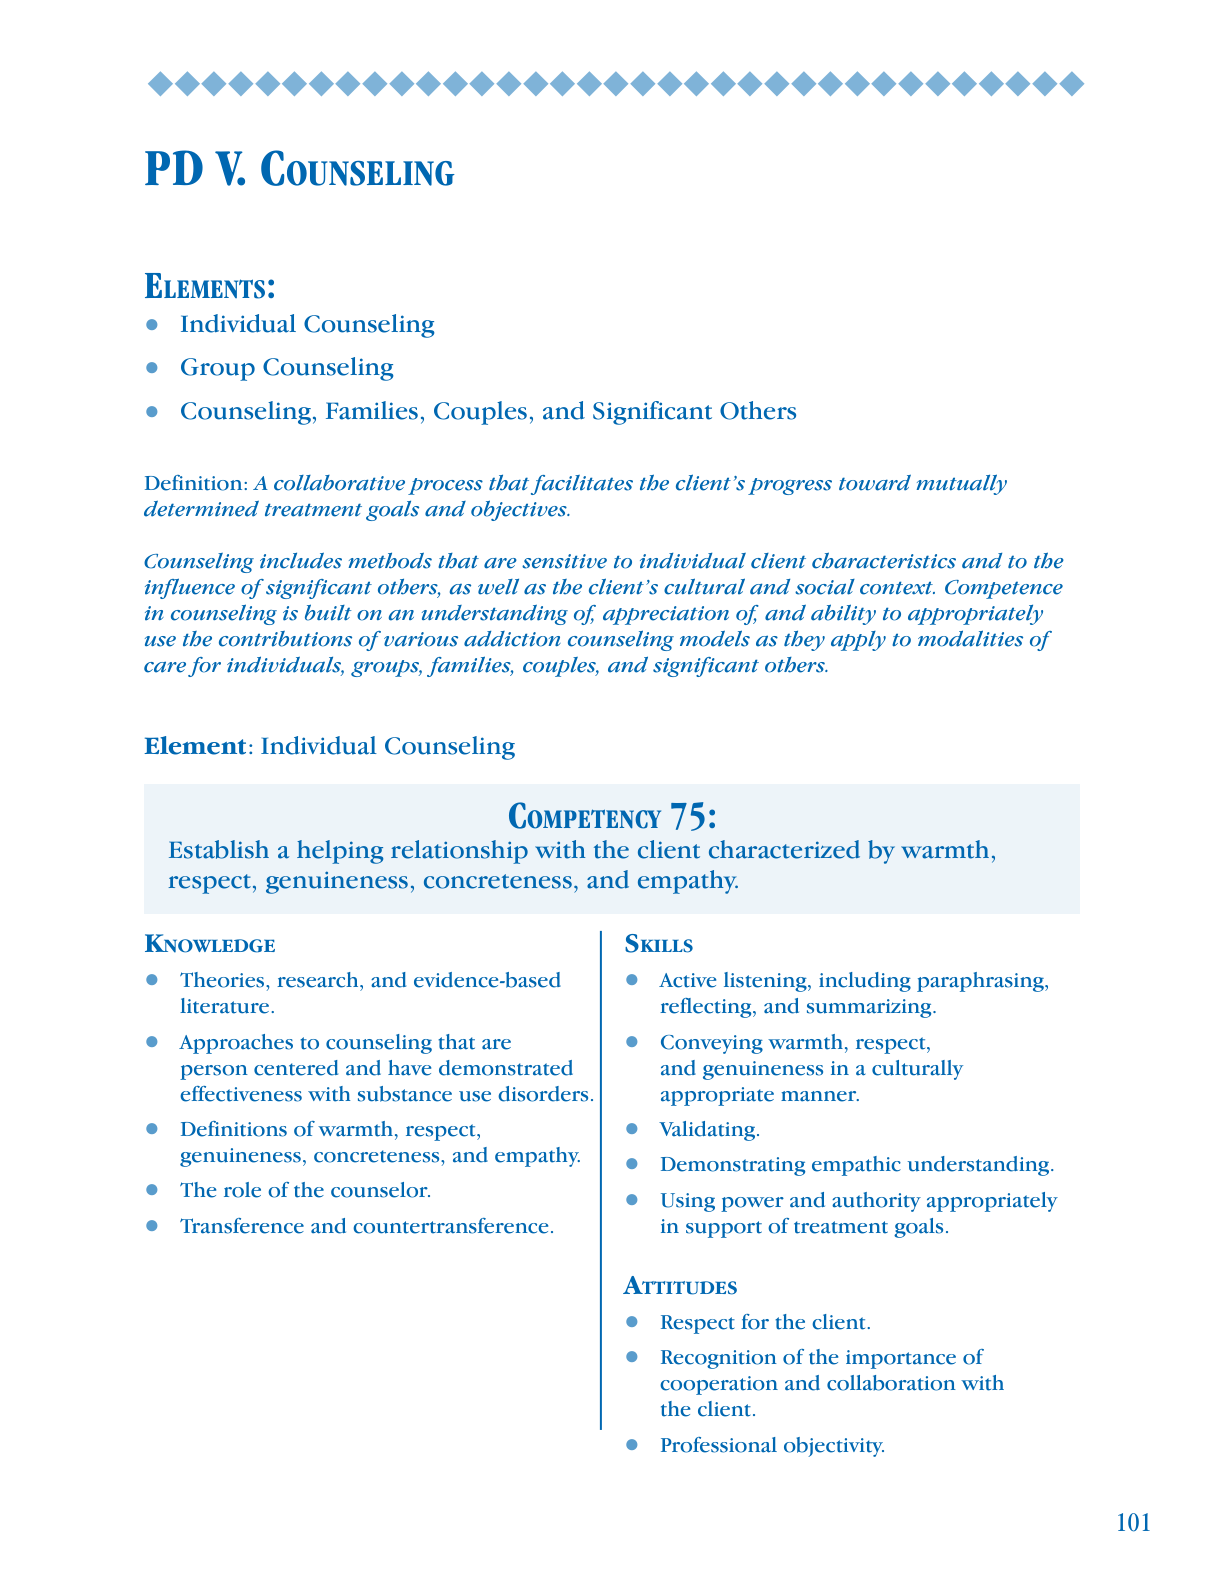 PD V. Counseling
Elements:
● Individual Counseling
● Group Counseling
● Counseling, Families, Couples, and Significant Others
Definition: A collaborative process that facilitates the client's progress toward mutually
determined treatment goals and objectives.
Counseling includes methods that are sensitive to individual client characteristics and to the
influence of significant others, as well as the client's cultural and social context. Competence
in counseling is built on an understanding of, appreciation of, and ability to appropriately
use the contributions of various addiction counseling models as they apply to modalities of
care for individuals, groups, families, couples, and significant others.
Element: Individual Counseling
Competency 75:
Establish a helping relationship with the client characterized by warmth,
respect, genuineness, concreteness, and empathy.
Knowledge
● Theories, research, and evidence-based
literature.
● Approaches to counseling that are
person centered and have demonstrated
effectiveness with substance use disorders.
● Definitions of warmth, respect,
genuineness, concreteness, and empathy.
● The role of the counselor.
● Transference and countertransference.
Skills
● Active listening, including paraphrasing,
reflecting, and summarizing.
● Conveying warmth, respect,
and genuineness in a culturally
appropriate manner.
● Validating.
● Demonstrating empathic understanding.
● Using power and authority appropriately
in support of treatment goals.
Attitudes
● Respect for the client.
● Recognition of the importance of
cooperation and collaboration with
the client.
● Professional objectivity.
101